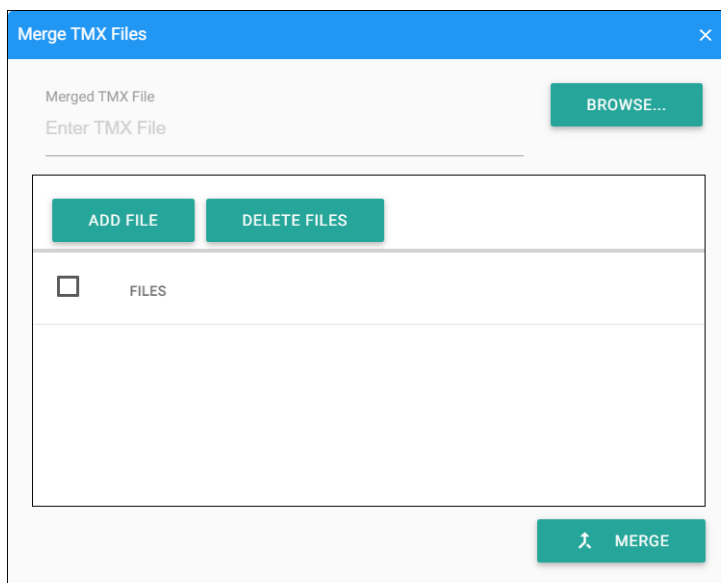 Merge TMX Files
Merged TMX File
BROWSE...
Enter TMX File
ADD FILE
DELETE FILES
FILES
MERGE